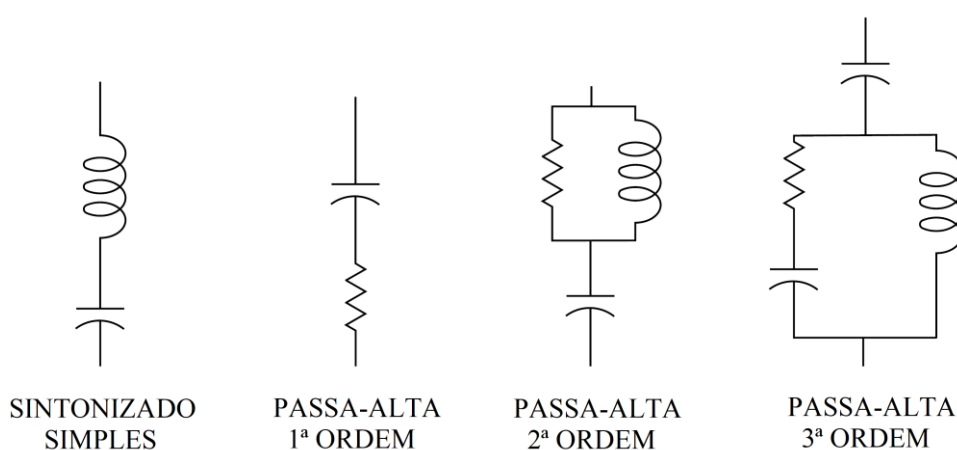 SINTONIZADO
SIMPLES
PASSA-ALTA
1ª ORDEM
PASSA-ALTA
2ª ORDEM
PASSA-ALTA
3ª ORDEM